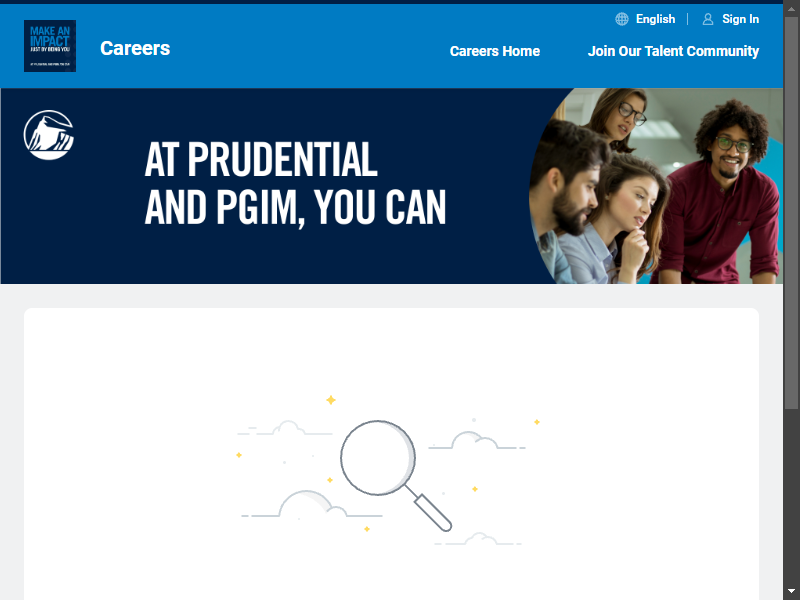 MAKE AN
IMPACT
JUST BY BEING YOU
Careers
English
Sign In
Careers Home
Join Our Talent Community
AT PRUDENTIAL
AND PGIM, YOU CAN